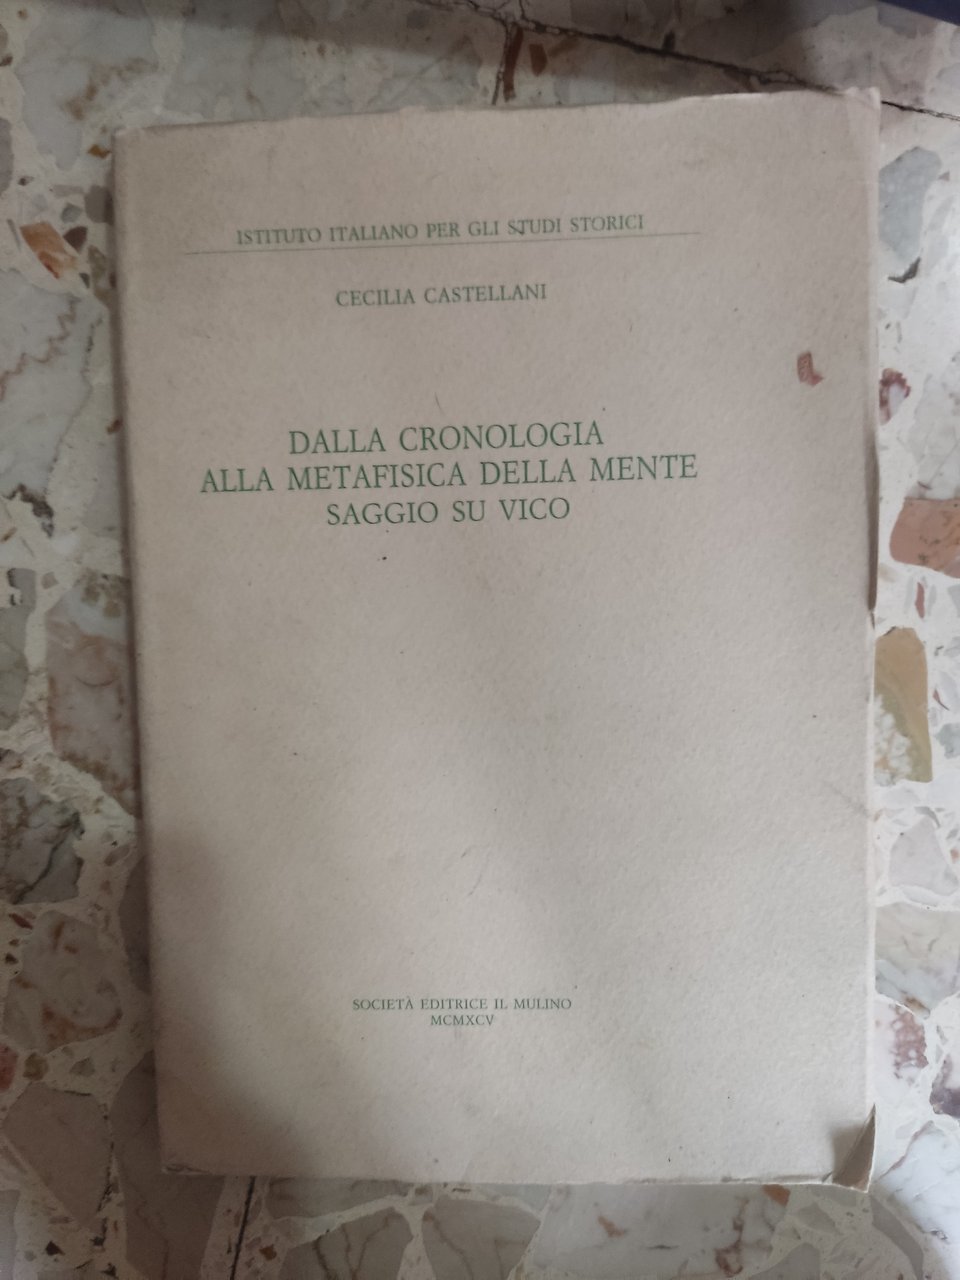 ISTITUTO ITALIANO PER GLI STUDI STORICI
CECILIA CASTELLANI
DALLA CRONOLOGIA
ALLA METAFISICA DELLA MENTE
SAGGIO SU VICO
SOCIETÀ EDITRICE IL MULINO
MCMXCV